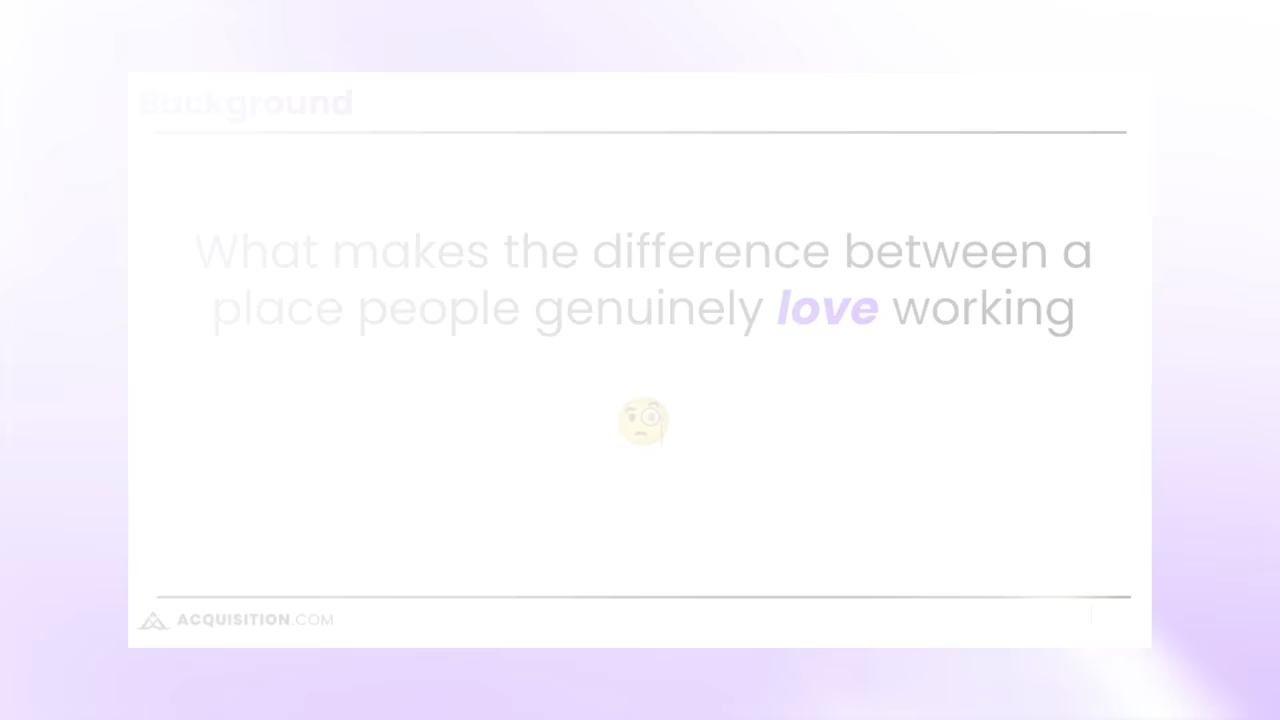 Background
What makes the difference between a
place people genuinely love working
ACQUISITION.COM